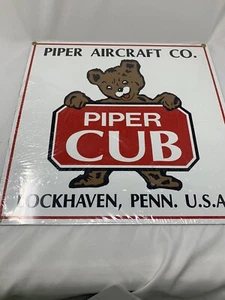 PIPER AIRCRAFT CO.
PIPER
CUB
LOCKHAVEN, PENN. U.S.A